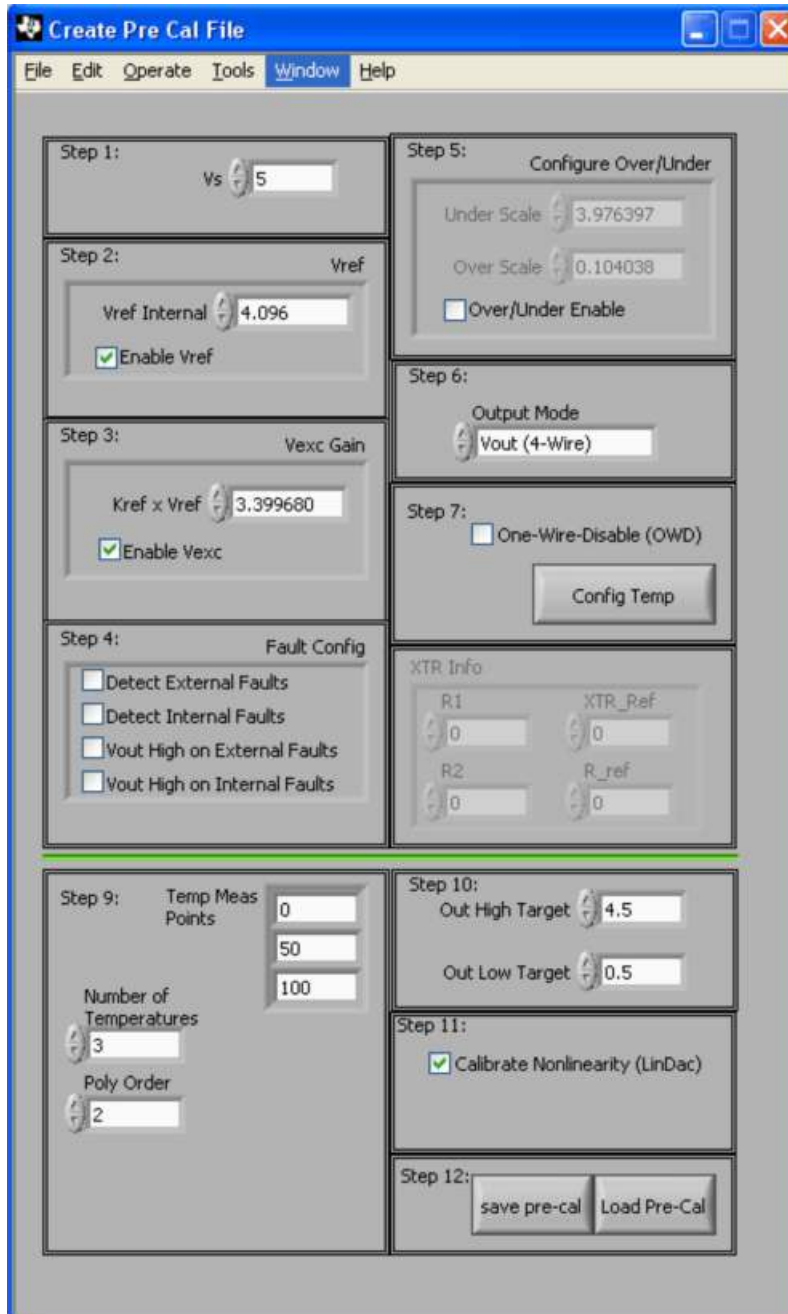 Create Pre Cal File
File Edit Operate Tools Window Help
Step 1:
Vs 5
Step 2:
Vref
Vref Internal 4.096
Enable Vref
Step 3:
Vexc Gain
Kref x Vref 3.399680
Enable Vexc
Step 4:
Fault Config
Detect External Faults
Detect Internal Faults
Vout High on External Faults
Vout High on Internal Faults
Step 5:
Configure Over/Under
Under Scale 3.976397
Over Scale 0.104038
Over/Under Enable
Step 6:
Output Mode
Vout (4-Wire)
Step 7:
One-Wire-Disable (OWD)
Config Temp
XTR Info
R1 XTR_Ref
0 0
R2 R_ref
0 0
Step 9:
Temp Meas
Points
0
50
100
Number of
Temperatures
3
Poly Order
2
Step 10:
Out High Target 4.5
Out Low Target 0.5
Step 11:
Calibrate Nonlinearity (LinDac)
Step 12:
save pre-cal Load Pre-Cal